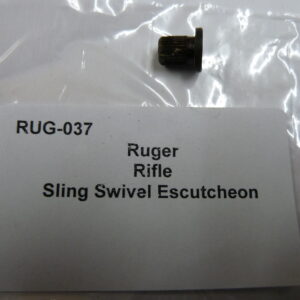 RUG-037
Ruger
Rifle
Sling Swivel Escutcheon